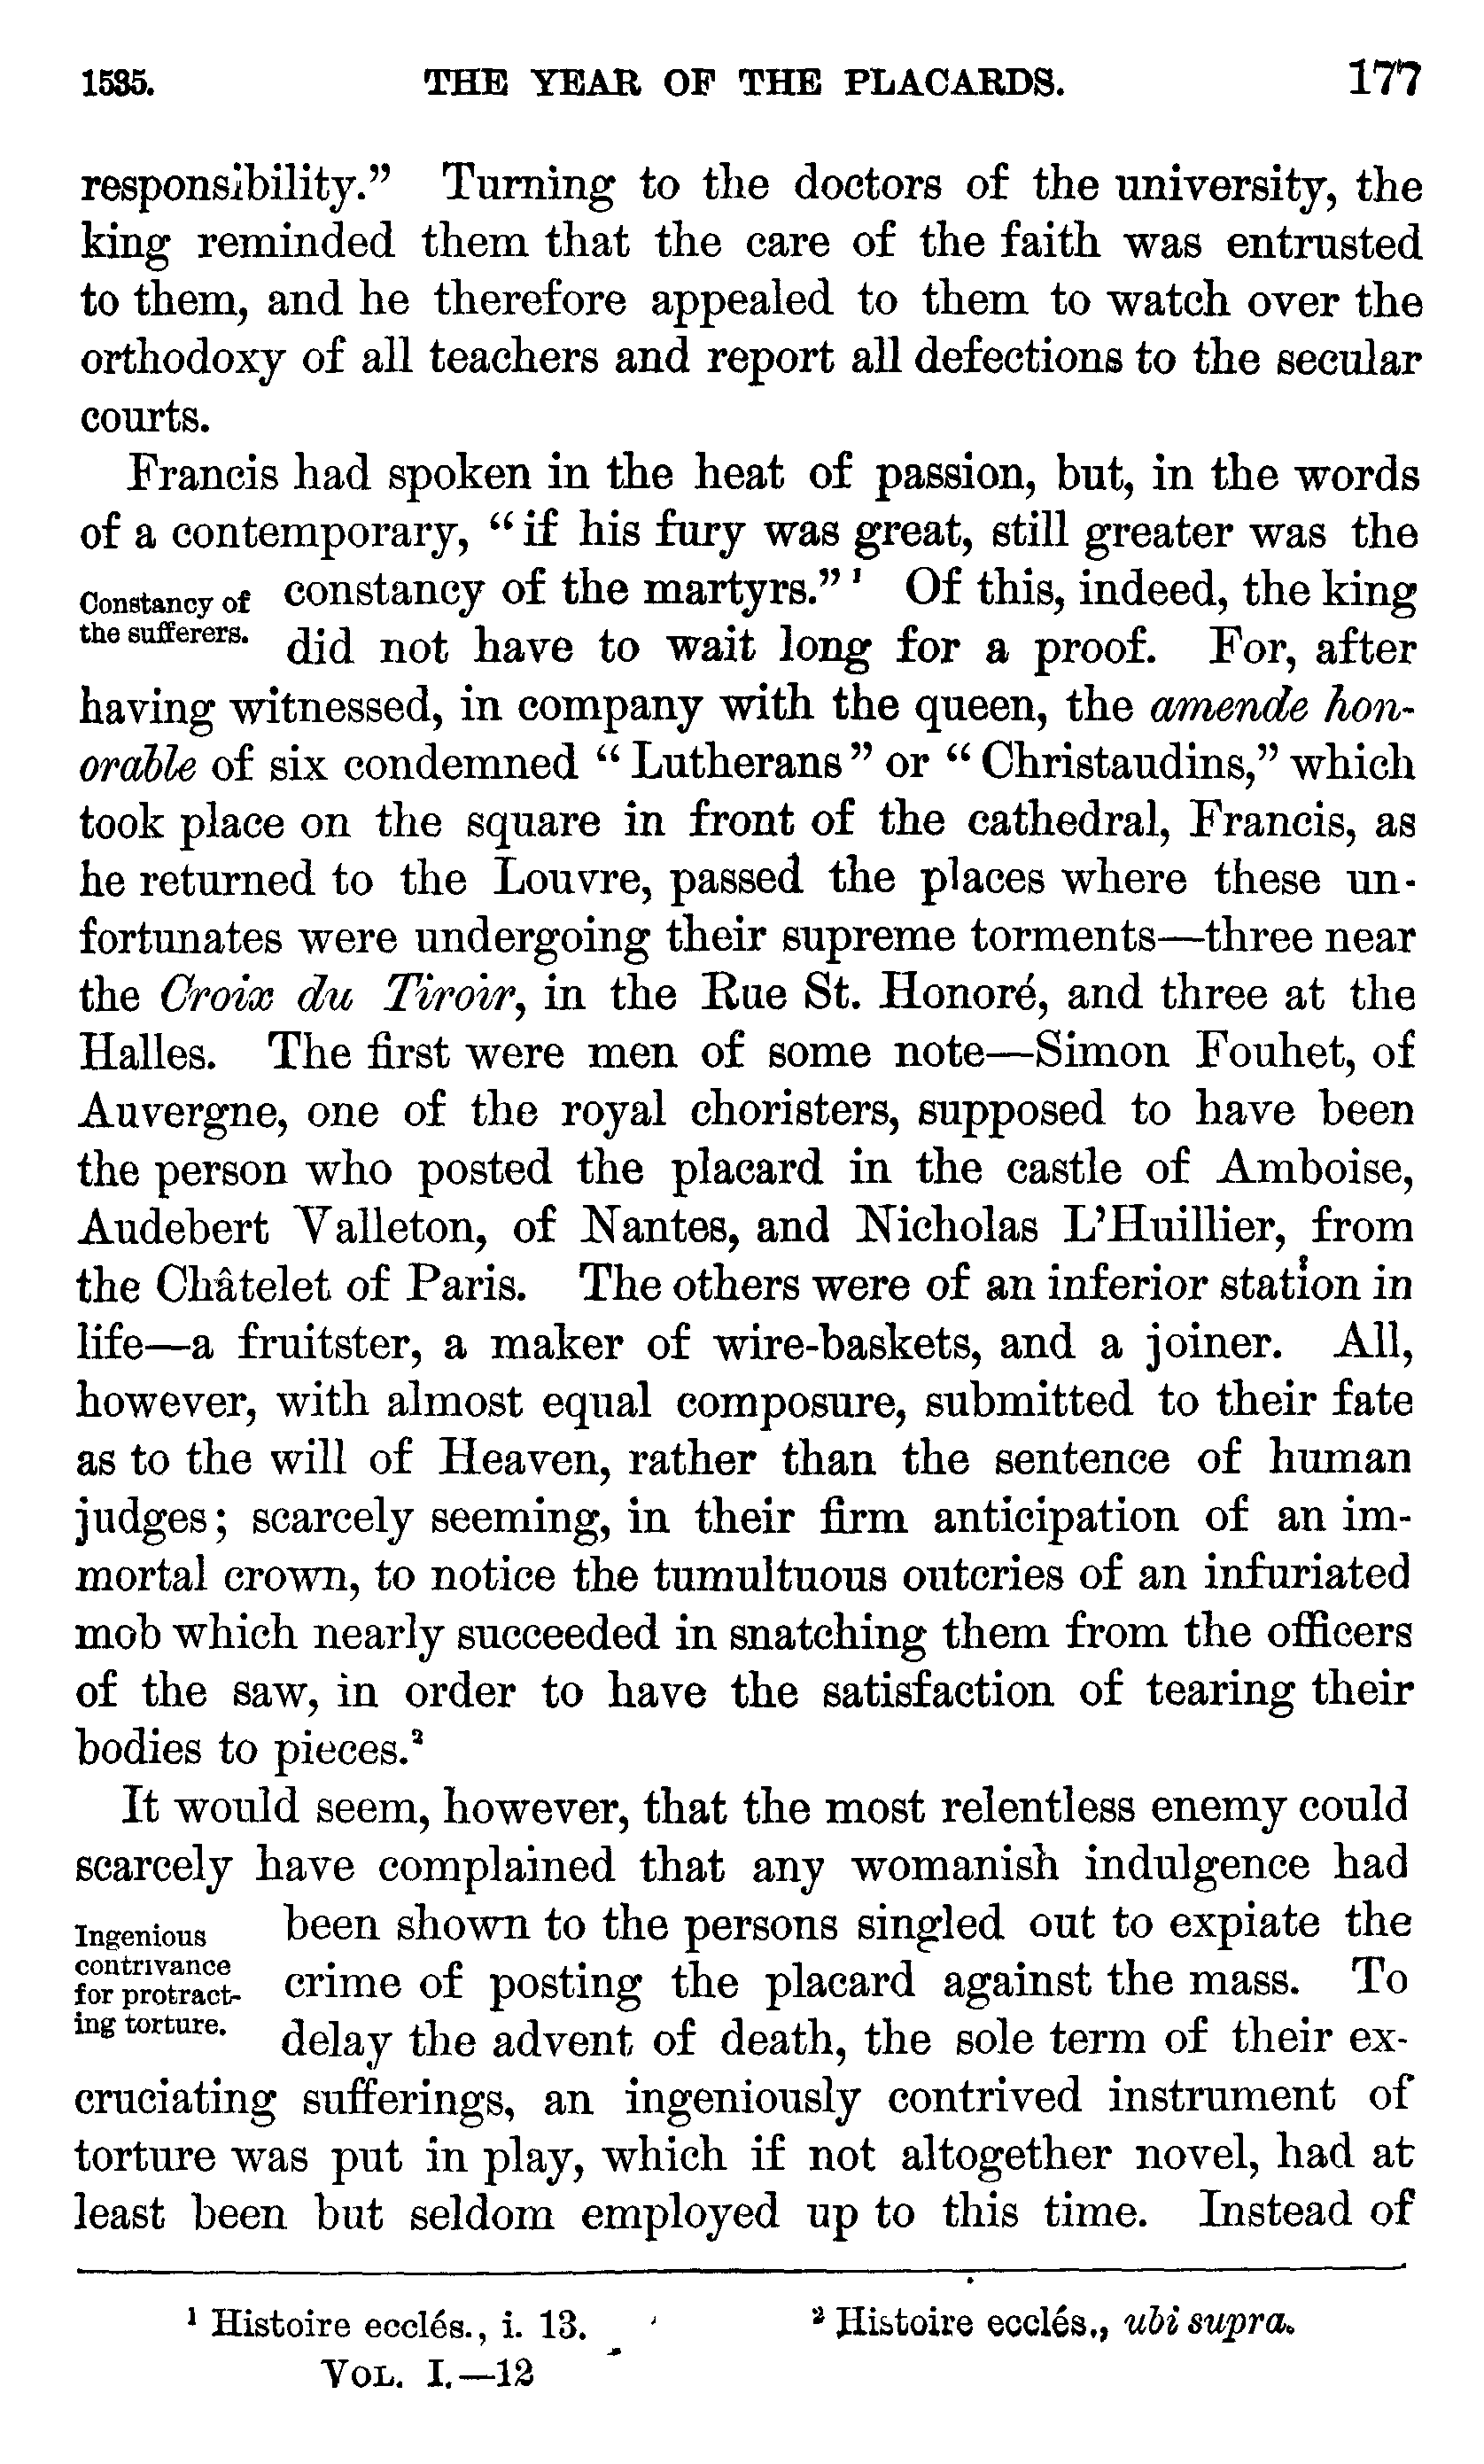 1535. THE YEAR OF THE PLACARDS. 177
responsibility.” Turning to the doctors of the university, the
king reminded them that the care of the faith was entrusted
to them, and he therefore appealed to them to watch over the
orthodoxy of all teachers and report all defections to the secular
courts.
Francis had spoken in the heat of passion, but, in the words
of a contemporary, “if his fury was great, still greater was the
Constancy of
the sufferers.
constancy of the martyrs.”¹ Of this, indeed, the king
did not have to wait long for a proof. For, after
having witnessed, in company with the queen, the amende hon-
orable of six condemned “Lutherans” or “Christaudins,” which
took place on the square in front of the cathedral, Francis, as
he returned to the Louvre, passed the places where these un-
fortunates were undergoing their supreme torments—three near
the Croix du Tiroir, in the Rue St. Honoré, and three at the
Halles. The first were men of some note—Simon Fouhet, of
Auvergne, one of the royal choristers, supposed to have been
the person who posted the placard in the castle of Amboise,
Audebert Valleton, of Nantes, and Nicholas L’Huillier, from
the Châtelet of Paris. The others were of an inferior station in
life—a fruitster, a maker of wire-baskets, and a joiner. All,
however, with almost equal composure, submitted to their fate
as to the will of Heaven, rather than the sentence of human
judges; scarcely seeming, in their firm anticipation of an im-
mortal crown, to notice the tumultuous outcries of an infuriated
mob which nearly succeeded in snatching them from the officers
of the saw, in order to have the satisfaction of tearing their
bodies to pieces.²
It would seem, however, that the most relentless enemy could
scarcely have complained that any womanish indulgence had
Ingenious
contrivance
for protract-
ing torture.
been shown to the persons singled out to expiate the
crime of posting the placard against the mass. To
delay the advent of death, the sole term of their ex-
cruciating sufferings, an ingeniously contrived instrument of
torture was put in play, which if not altogether novel, had at
least been but seldom employed up to this time. Instead of
¹ Histoire ecclés., i. 13. ² Histoire ecclés., ubi supra.
VOL. I.—12